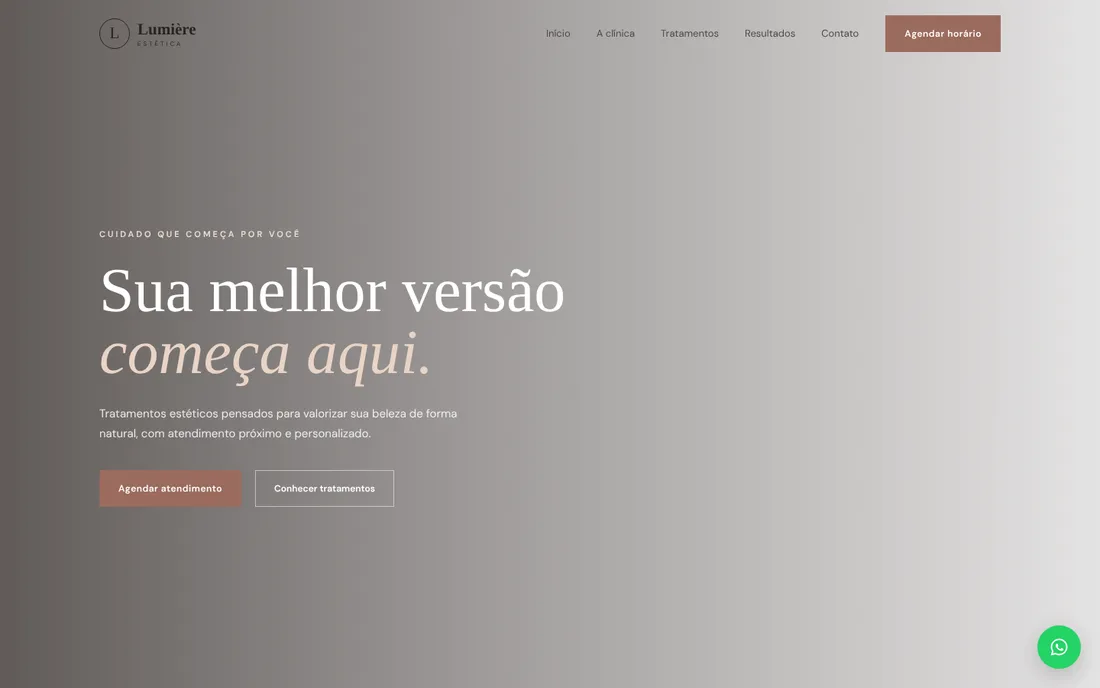 L
Lumière
ESTÉTICA
Início
A clínica
Tratamentos
Resultados
Contato
Agendar horário
CUIDADO QUE COMEÇA POR VOCÊ
Sua melhor versão
começa aqui.
Tratamentos estéticos pensados para valorizar sua beleza de forma
natural, com atendimento próximo e personalizado.
Agendar atendimento
Conhecer tratamentos